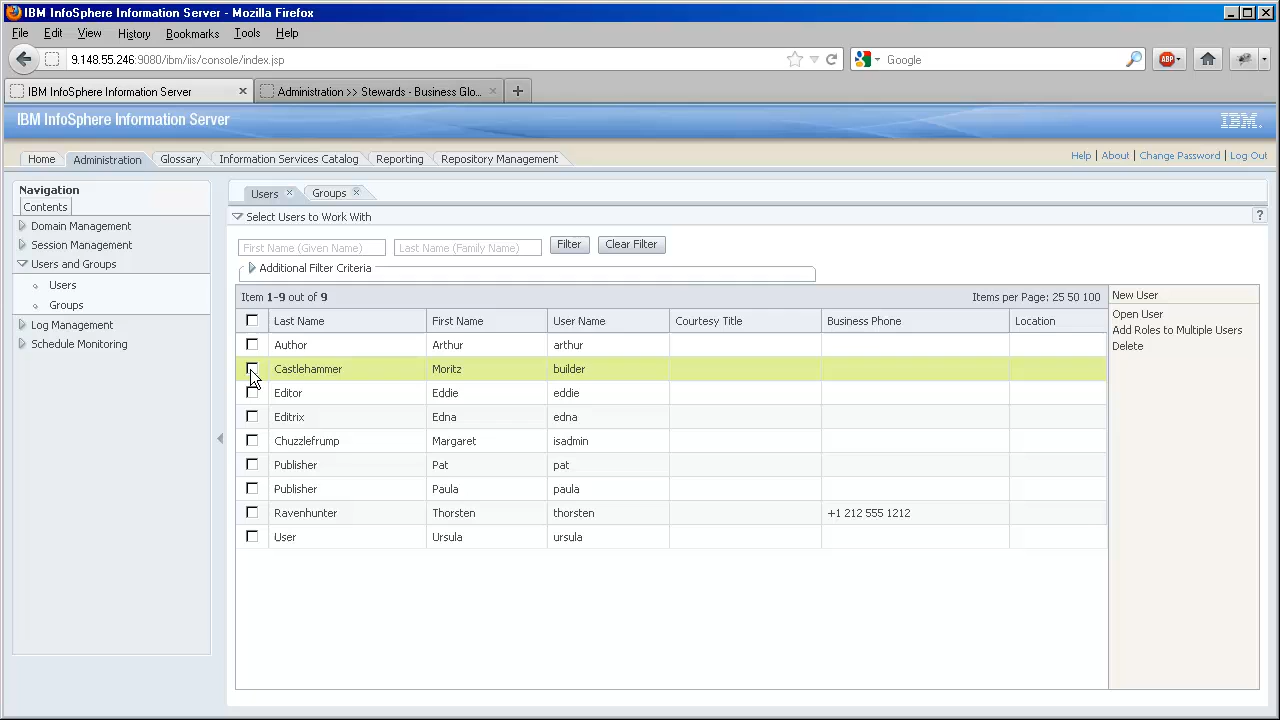 IBM InfoSphere Information Server - Mozilla Firefox
File Edit View History Bookmarks Tools Help
9.148.55.246:9080/ibm/iis/console/index.jsp
Google
ABP
IBM InfoSphere Information Server
Administration >> Stewards - Business Glo...
IBM InfoSphere Information Server
IBM.
Home Administration Glossary Information Services Catalog Reporting Repository Management
Help | About | Change Password | Log Out
Navigation
Contents
Domain Management
Session Management
Users and Groups
Users
Groups
Log Management
Schedule Monitoring
Users Groups
Select Users to Work With
?
First Name (Given Name) Last Name (Family Name) Filter Clear Filter
Additional Filter Criteria
Item 1-9 out of 9 Items per Page: 25 50 100
Last Name First Name User Name Courtesy Title Business Phone Location
Author Arthur arthur
Castlehammer Moritz builder
Editor Eddie eddie
Editrix Edna edna
Chuzzlefrump Margaret isadmin
Publisher Pat pat
Publisher Paula paula
Ravenhunter Thorsten thorsten +1 212 555 1212
User Ursula ursula
New User
Open User
Add Roles to Multiple Users
Delete